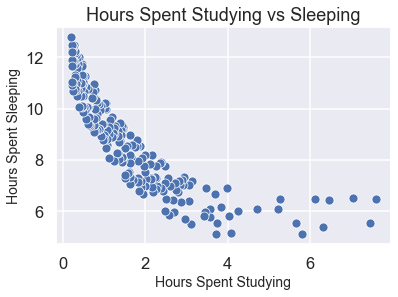 Hours Spent Studying vs Sleeping
12
10
8
6
Hours Spent Sleeping
0 2 4 6
Hours Spent Studying